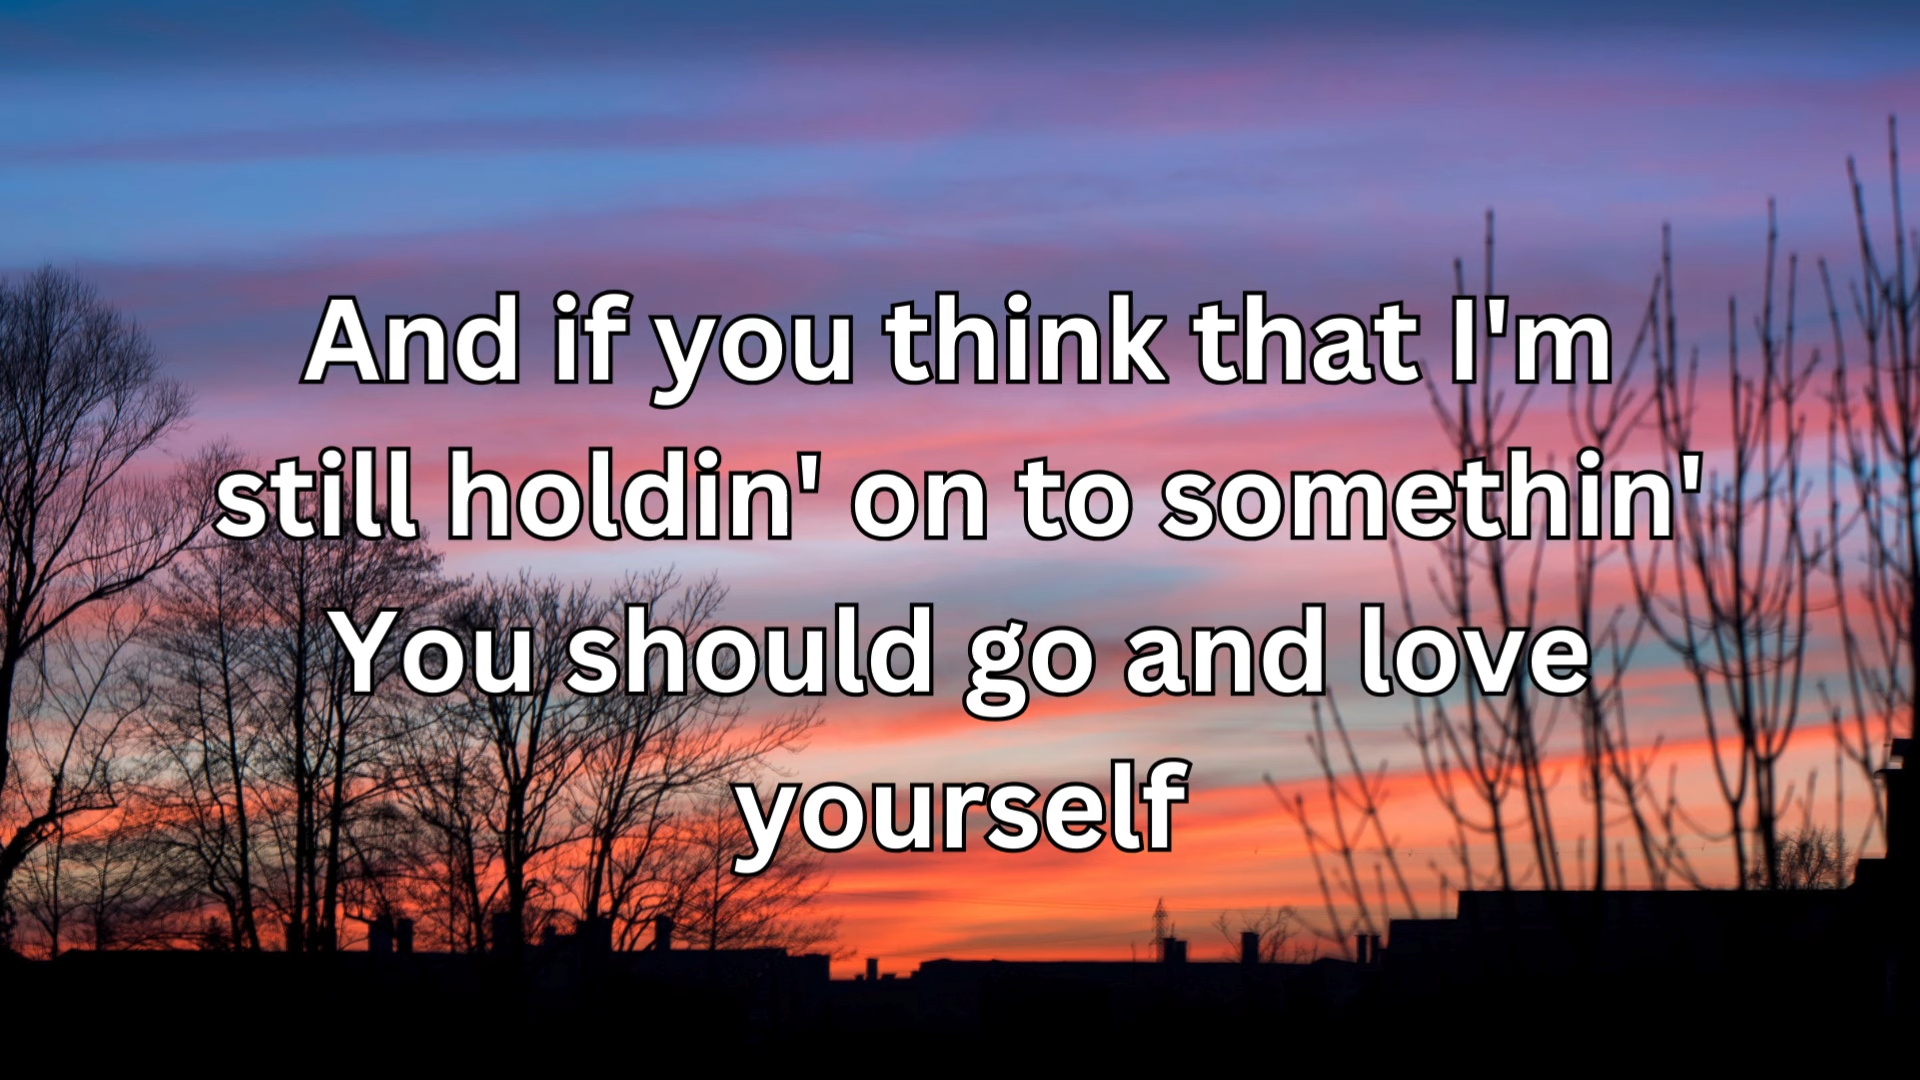 And if you think that I'm
still holdin' on to somethin'
You should go and love
yourself